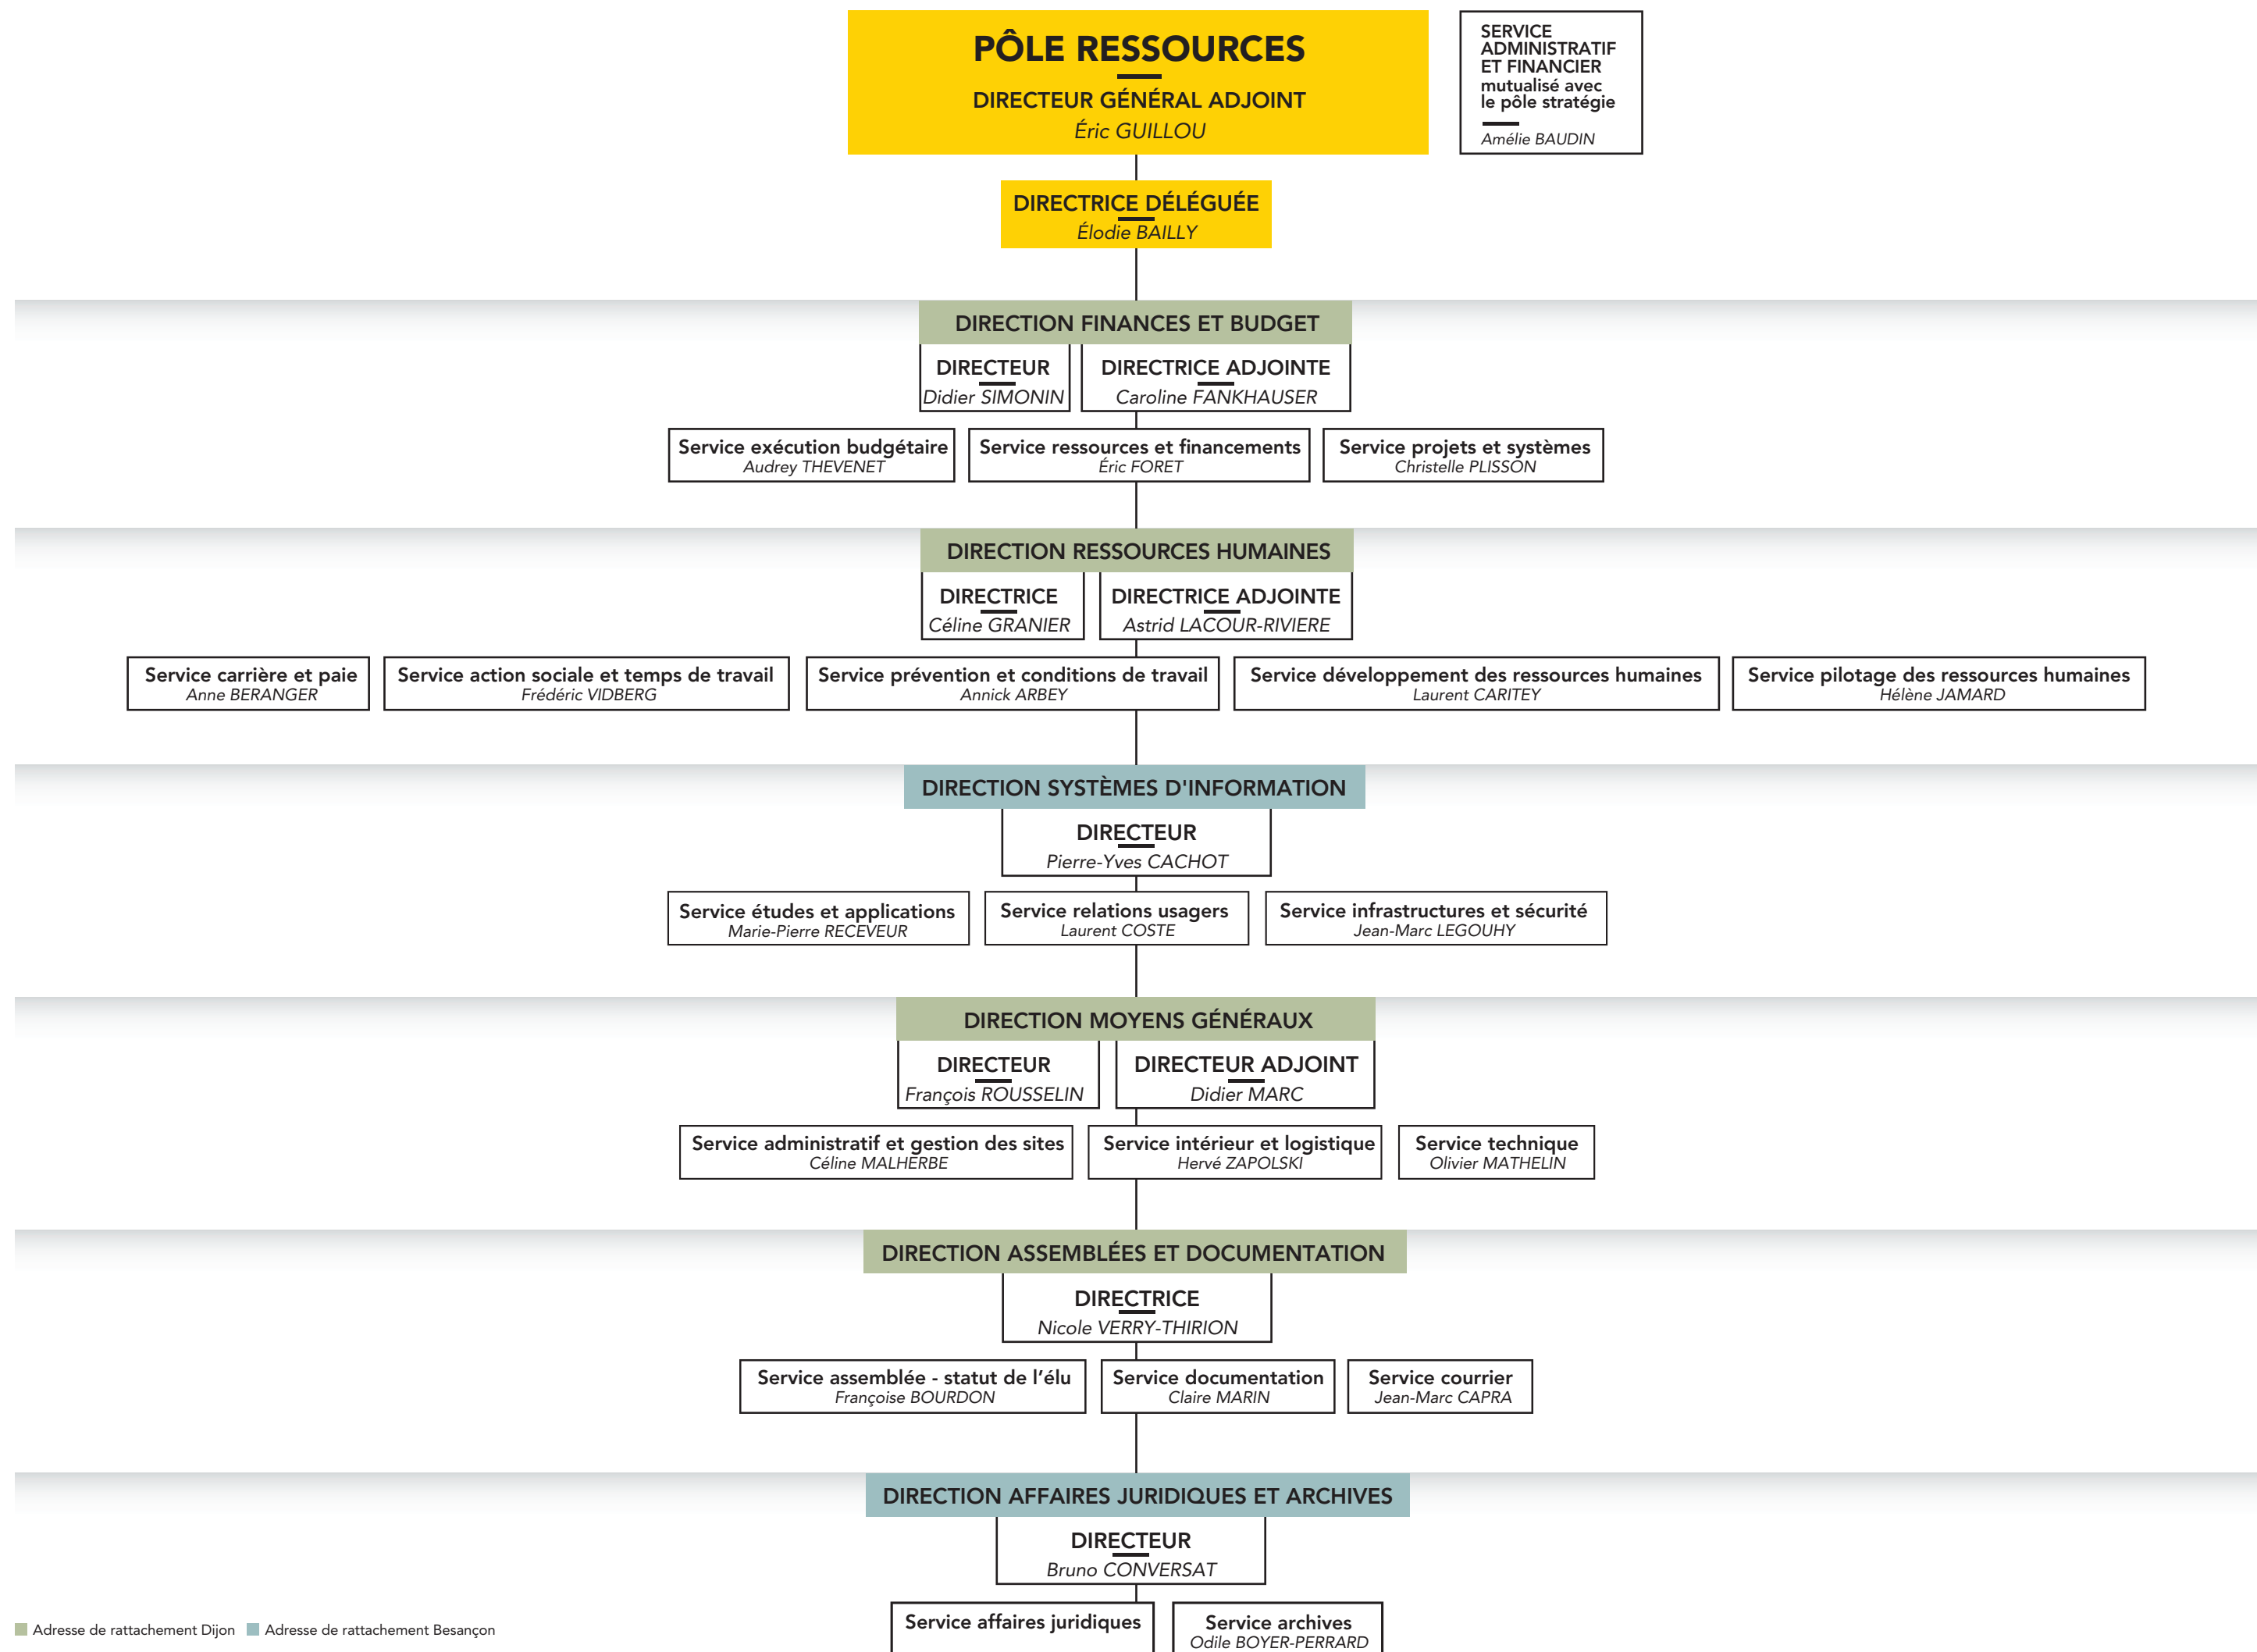 PÔLE RESSOURCES
DIRECTEUR GÉNÉRAL ADJOINT
Éric GUILLOU
SERVICE
ADMINISTRATIF
ET FINANCIER
mutualisé avec
le pôle stratégie
Amélie BAUDIN
DIRECTRICE DÉLÉGUÉE
Élodie BAILLY
DIRECTION FINANCES ET BUDGET
DIRECTEUR
Didier SIMONIN
DIRECTRICE ADJOINTE
Caroline FANKHAUSER
Service exécution budgétaire
Audrey THEVENET
Service ressources et financements
Éric FORET
Service projets et systèmes
Christelle PLISSON
DIRECTION RESSOURCES HUMAINES
DIRECTRICE
Céline GRANIER
DIRECTRICE ADJOINTE
Astrid LACOUR-RIVIERE
Service carrière et paie
Anne BERANGER
Service action sociale et temps de travail
Frédéric VIDBERG
Service prévention et conditions de travail
Annick ARBEY
Service développement des ressources humaines
Laurent CARITEY
Service pilotage des ressources humaines
Hélène JAMARD
DIRECTION SYSTÈMES D'INFORMATION
DIRECTEUR
Pierre-Yves CACHOT
Service études et applications
Marie-Pierre RECEVEUR
Service relations usagers
Laurent COSTE
Service infrastructures et sécurité
Jean-Marc LEGOUHY
DIRECTION MOYENS GÉNÉRAUX
DIRECTEUR
François ROUSSELIN
DIRECTEUR ADJOINT
Didier MARC
Service administratif et gestion des sites
Céline MALHERBE
Service intérieur et logistique
Hervé ZAPOLSKI
Service technique
Olivier MATHELIN
DIRECTION ASSEMBLÉES ET DOCUMENTATION
DIRECTRICE
Nicole VERRY-THIRION
Service assemblée - statut de l’élu
Françoise BOURDON
Service documentation
Claire MARIN
Service courrier
Jean-Marc CAPRA
DIRECTION AFFAIRES JURIDIQUES ET ARCHIVES
DIRECTEUR
Bruno CONVERSAT
Service affaires juridiques
Service archives
Odile BOYER-PERRARD
Adresse de rattachement Dijon
Adresse de rattachement Besançon